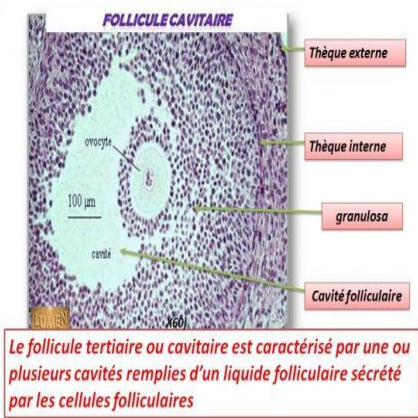 FOLLICULE CAVITAIRE
Thèque externe
Thèque interne
granulosa
Cavité folliculaire
ovocyte
100 µm
cavité
LUMEN
X60)
Le follicule tertiaire ou cavitaire est caractérisé par une ou
plusieurs cavités remplies d'un liquide folliculaire sécrété
par les cellules folliculaires